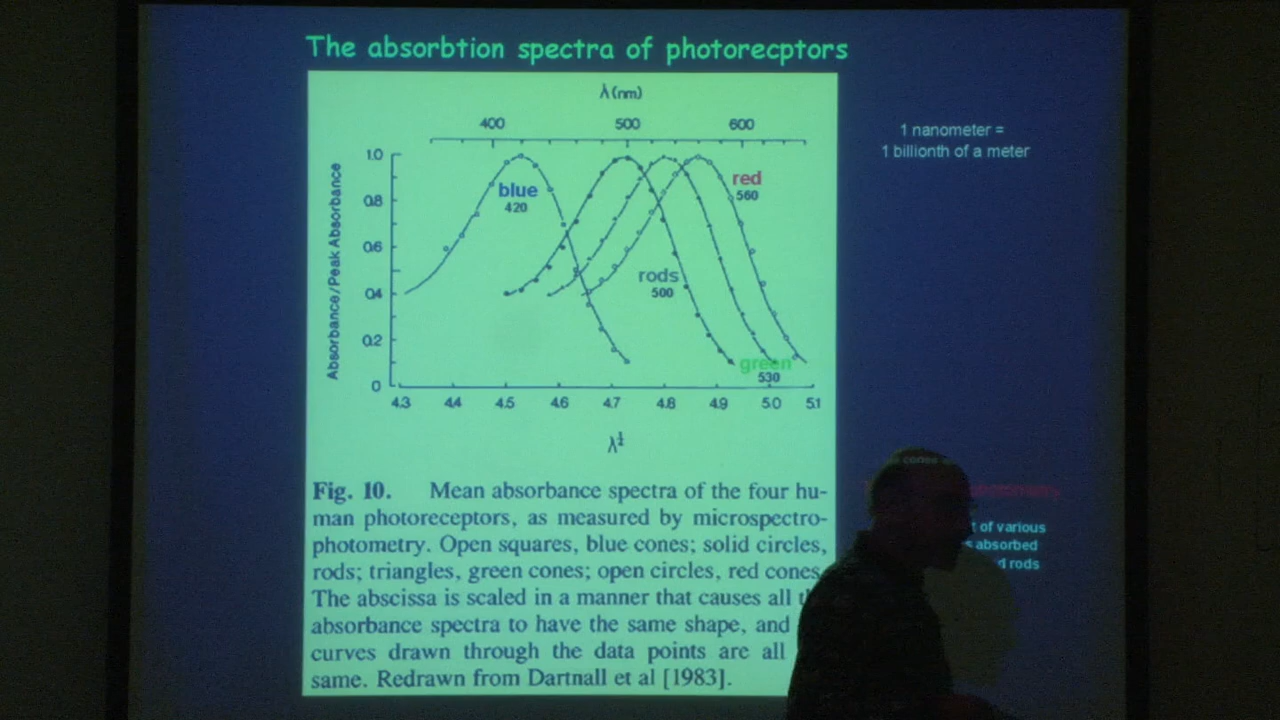 The absorbtion spectra of photorecptors
λ (nm)
400 500 600
1 nanometer =
1 billionth of a meter
Absorbance/Peak Absorbance
1.0
0.8
0.6
0.4
0.2
0
blue
420
red
560
rods
500
green
530
4.3 4.4 4.5 4.6 4.7 4.8 4.9 5.0 5.1
λ¼
Fig. 10. Mean absorbance spectra of the four hu-
man photoreceptors, as measured by microspectro-
photometry. Open squares, blue cones; solid circles,
rods; triangles, green cones; open circles, red cones
The abscissa is scaled in a manner that causes all
absorbance spectra to have the same shape, and
curves drawn through the data points are all
same. Redrawn from Dartnall et al [1983].
cones
of various
absorbed
rods